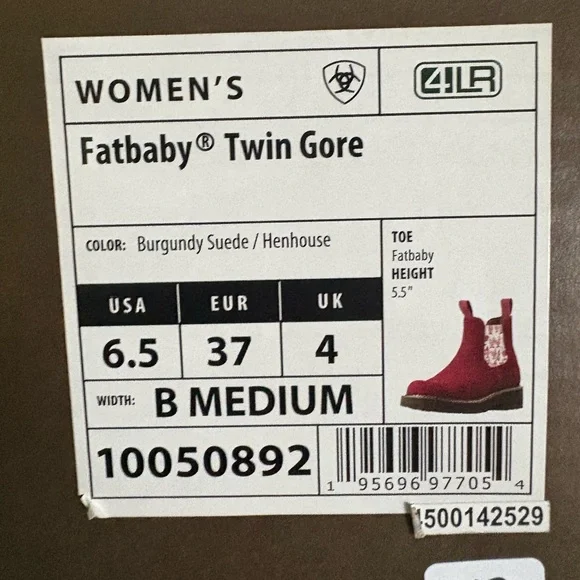 WOMEN'S
4LR
Fatbaby® Twin Gore
COLOR: Burgundy Suede / Henhouse
TOE
Fatbaby
HEIGHT
5.5"
USA EUR UK
6.5 37 4
WIDTH: B MEDIUM
10050892
1 95696 97705 4
4500142529